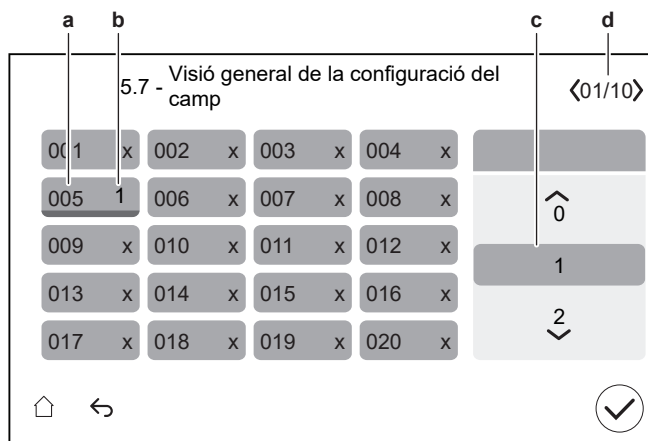 a b c d
5.7 - Visió general de la configuració del
camp
01/10
001 x 002 x 003 x 004 x
005 1 006 x 007 x 008 x
0
009 x 010 x 011 x 012 x
1
013 x 014 x 015 x 016 x
2
017 x 018 x 019 x 020 x